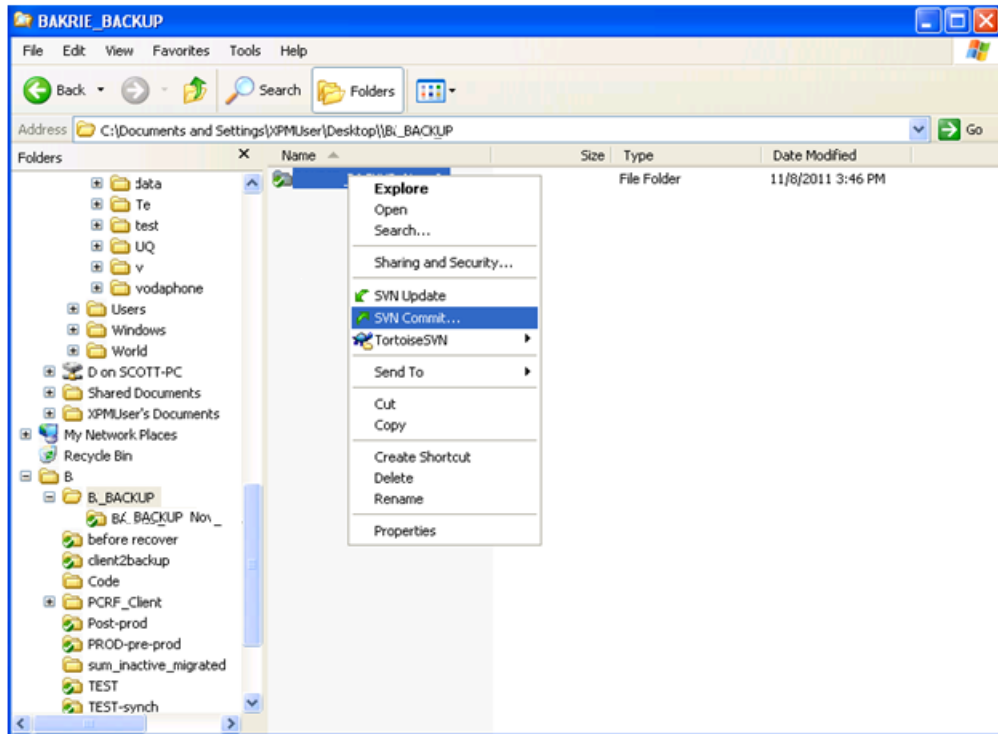 BAKRIE_BACKUP
File Edit View Favorites Tools Help
Back Search Folders
Address C:\Documents and Settings\XPMUser\Desktop\\B_BACKUP Go
Folders Name Size Type Date Modified
File Folder 11/8/2011 3:46 PM
data
Te
test
UQ
v
vodaphone
Users
Windows
World
D on SCOTT-PC
Shared Documents
XPMUser's Documents
My Network Places
Recycle Bin
B
B._BACKUP
BACKUP
before recover
client2backup
Code
PCRF_Client
Post-prod
PROD-pre-prod
sum_inactive_migrated
TEST
TEST-synch
Explore
Open
Search...
Sharing and Security...
SVN Update
SVN Commit...
TortoiseSVN
Send To
Cut
Copy
Create Shortcut
Delete
Rename
Properties